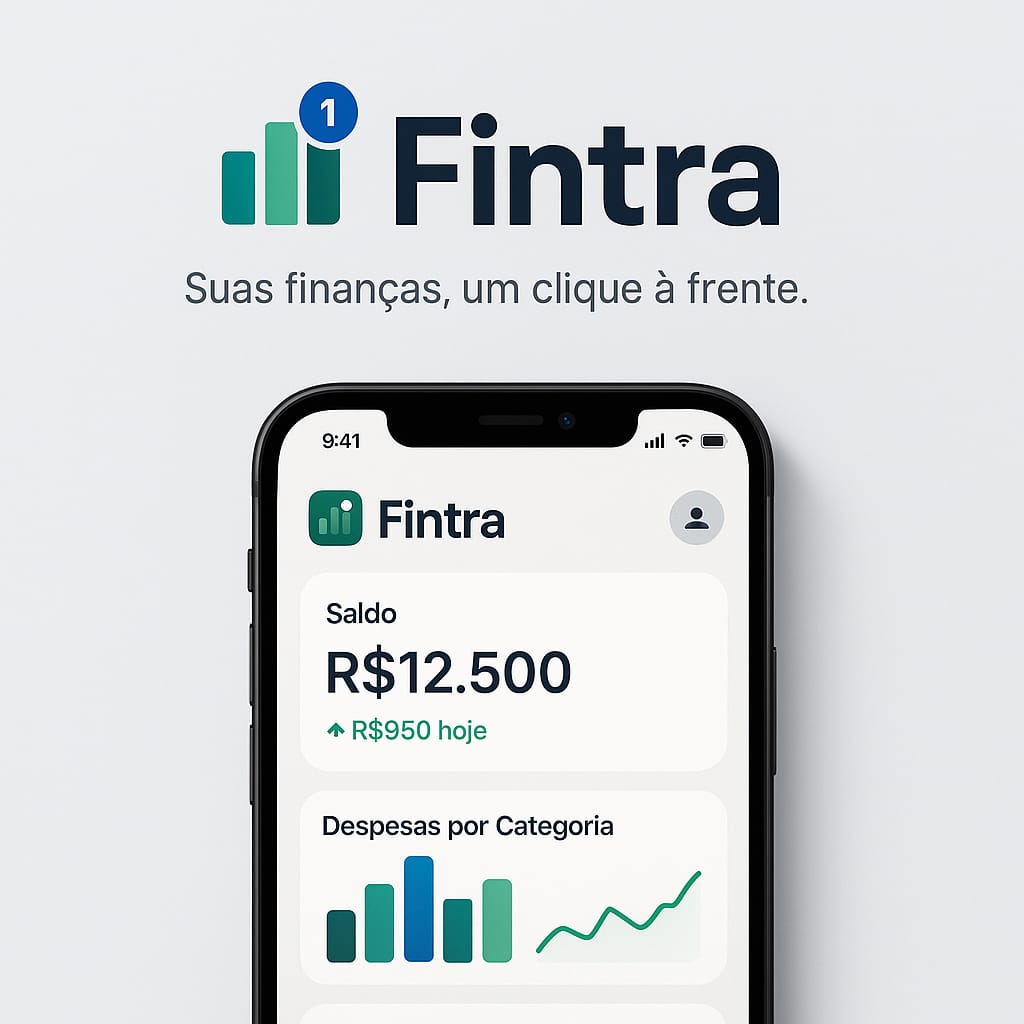 1
Fintra
Suas finanças, um clique à frente.
9:41
Fintra
Saldo
R$12.500
R$950 hoje
Despesas por Categoria